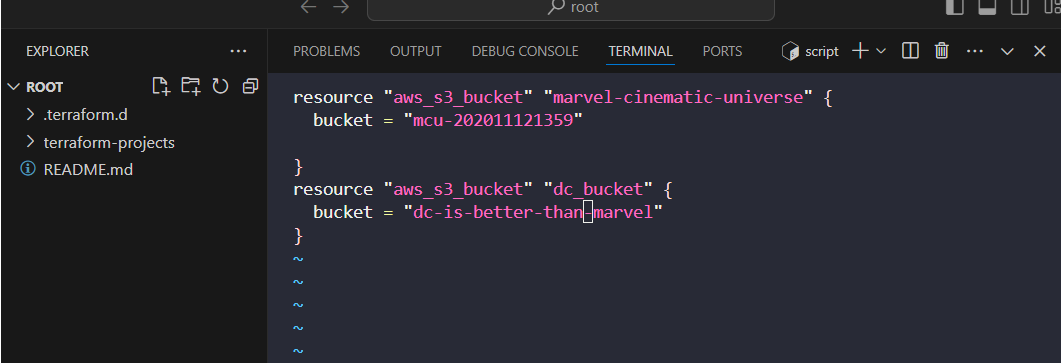 root
EXPLORER
ROOT
.terraform.d
terraform-projects
README.md
PROBLEMS OUTPUT DEBUG CONSOLE TERMINAL PORTS script
resource "aws_s3_bucket" "marvel-cinematic-universe" {
  bucket = "mcu-202011121359"

}
resource "aws_s3_bucket" "dc_bucket" {
  bucket = "dc-is-better-than-marvel"
}
~
~
~
~
~